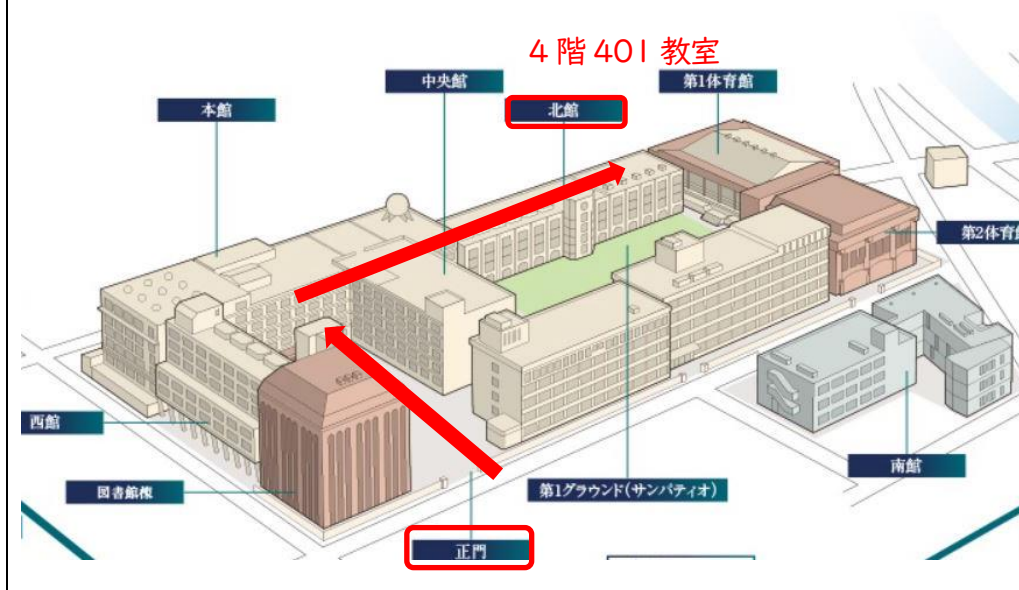 4階401教室
中央館
第1体育館
本館
北館
第2体育
西館
南館
図書館棟
第1グラウンド(サンパティオ)
正門